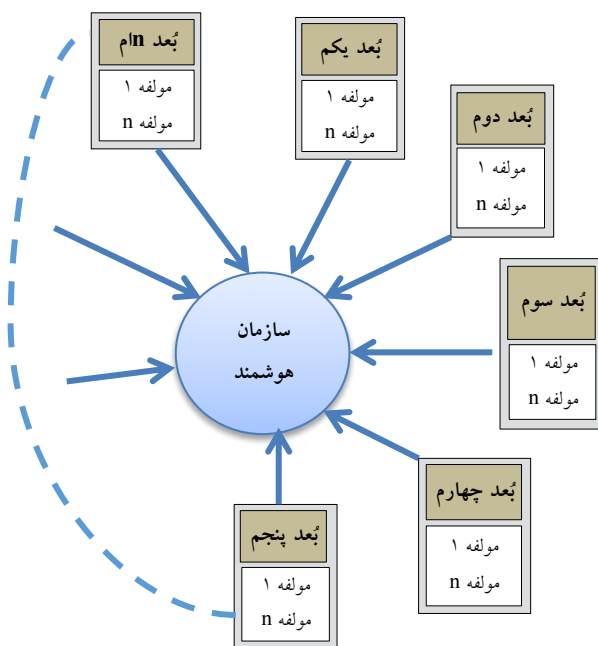 بُعد یکم
مولفه ۱
مولفه n
بُعد دوم
مولفه ۱
مولفه n
بُعد سوم
مولفه ۱
مولفه n
بُعد چهارم
مولفه ۱
مولفه n
بُعد پنجم
مولفه ۱
مولفه n
بُعد nام
مولفه ۱
مولفه n
سازمان
هوشمند